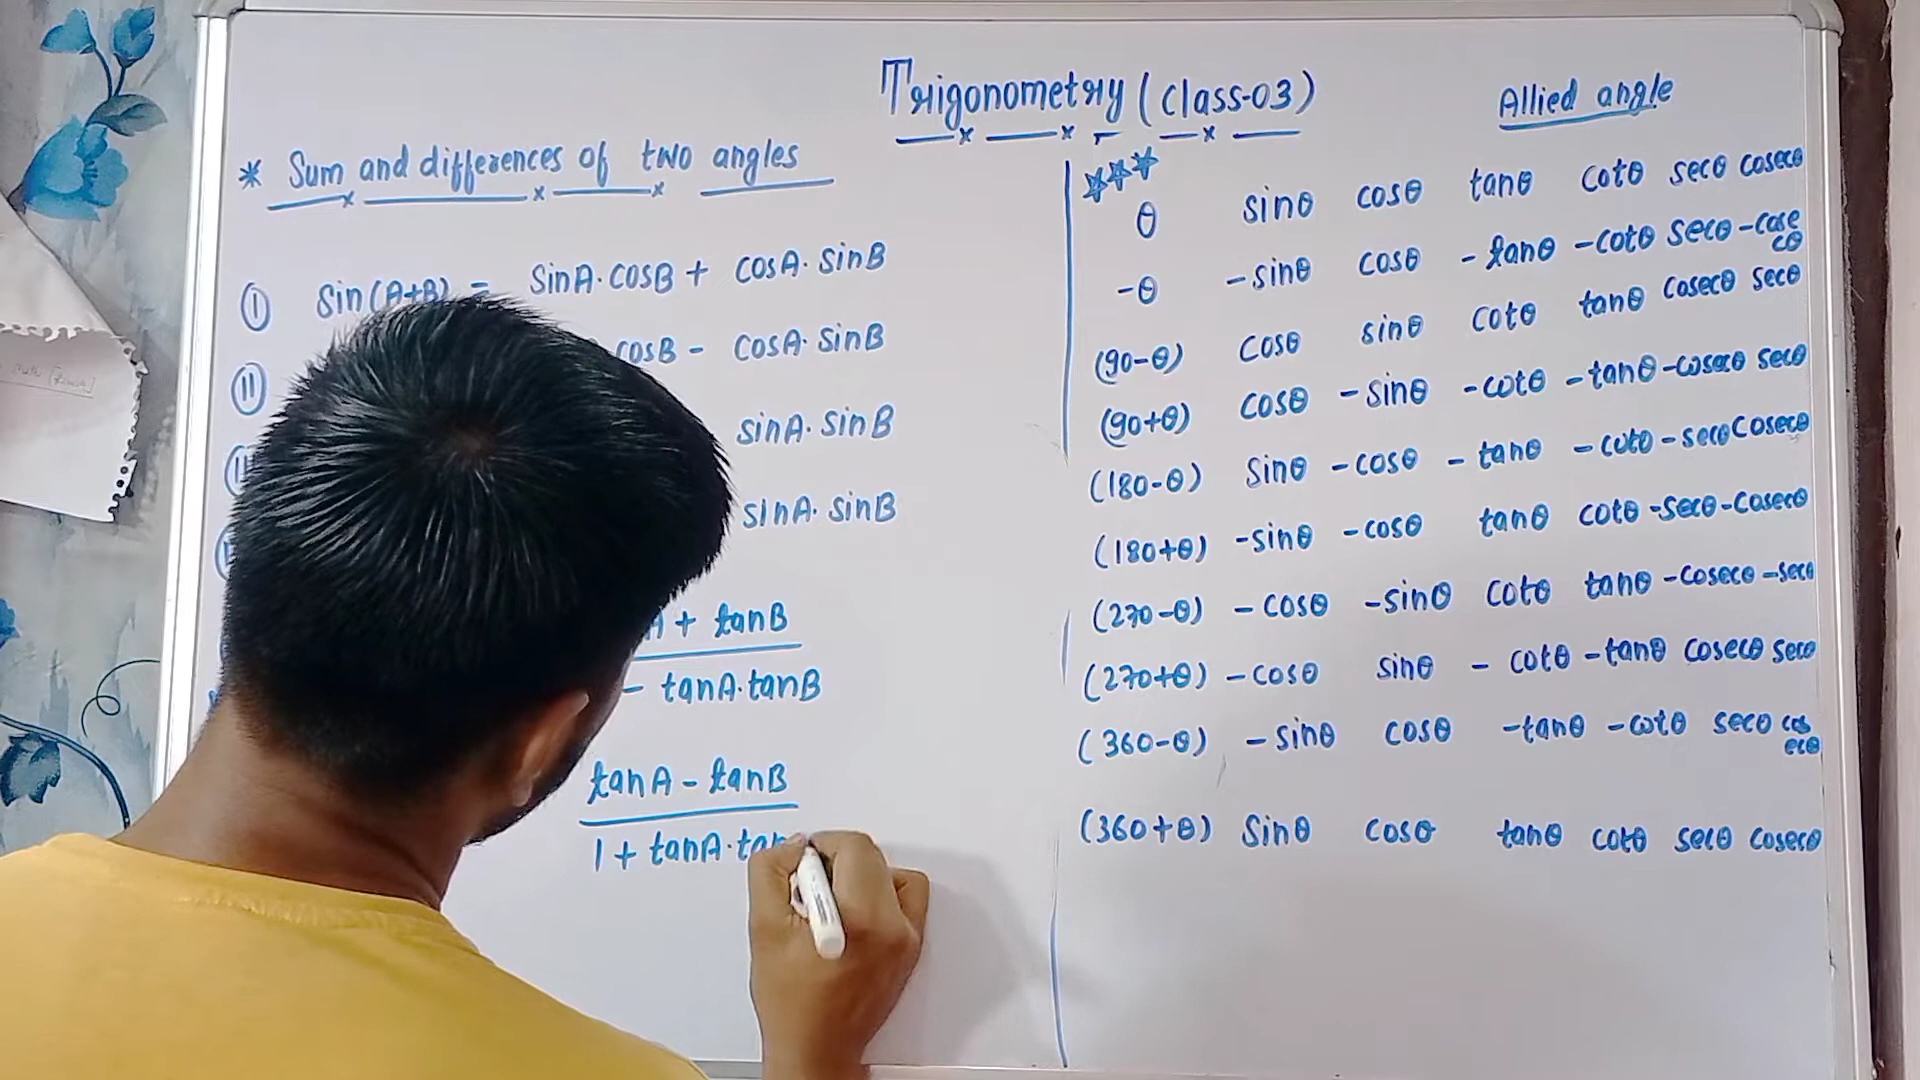 Trigonometry (Class-03)
* Sum and differences of two angles
I sin(A+B) = SinA·cosB + cosA·sinB
II cosB - cosA·sinB
sinA·sinB
sinA·sinB
+ tanB
- tanA·tanB
tanA - tanB
1 + tanA·tan
Allied angle
θ sinθ cosθ tanθ cotθ secθ cosecθ
-θ -sinθ cosθ -tanθ -cotθ secθ -cosecθ
(90-θ) cosθ sinθ cotθ tanθ cosecθ secθ
(90+θ) cosθ -sinθ -cotθ -tanθ -cosecθ secθ
(180-θ) sinθ -cosθ -tanθ -cotθ -secθ cosecθ
(180+θ) -sinθ -cosθ tanθ cotθ -secθ -cosecθ
(270-θ) -cosθ -sinθ cotθ tanθ -cosecθ -secθ
(270+θ) -cosθ sinθ -cotθ -tanθ cosecθ secθ
(360-θ) -sinθ cosθ -tanθ -cotθ secθ cosecθ
(360+θ) sinθ cosθ tanθ cotθ secθ cosecθ